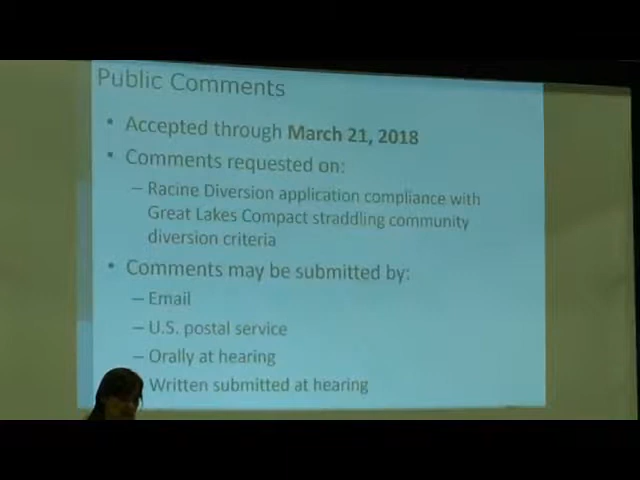 Public Comments
• Accepted through March 21, 2018
• Comments requested on:
– Racine Diversion application compliance with
Great Lakes Compact straddling community
diversion criteria
• Comments may be submitted by:
– Email
– U.S. postal service
– Orally at hearing
Written submitted at hearing